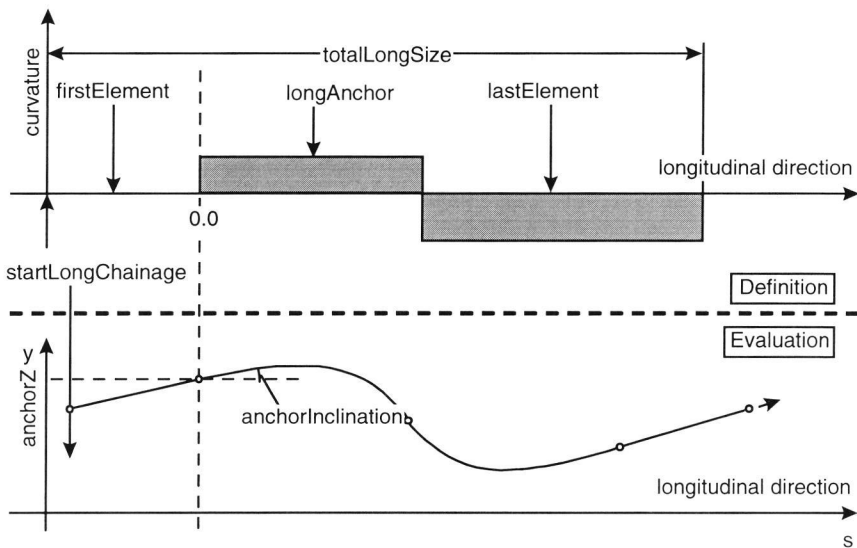 curvature
totalLongSize
firstElement
longAnchor
lastElement
longitudinal direction
0.0
startLongChainage
Definition
Evaluation
y
anchorZ
anchorInclination
longitudinal direction
s